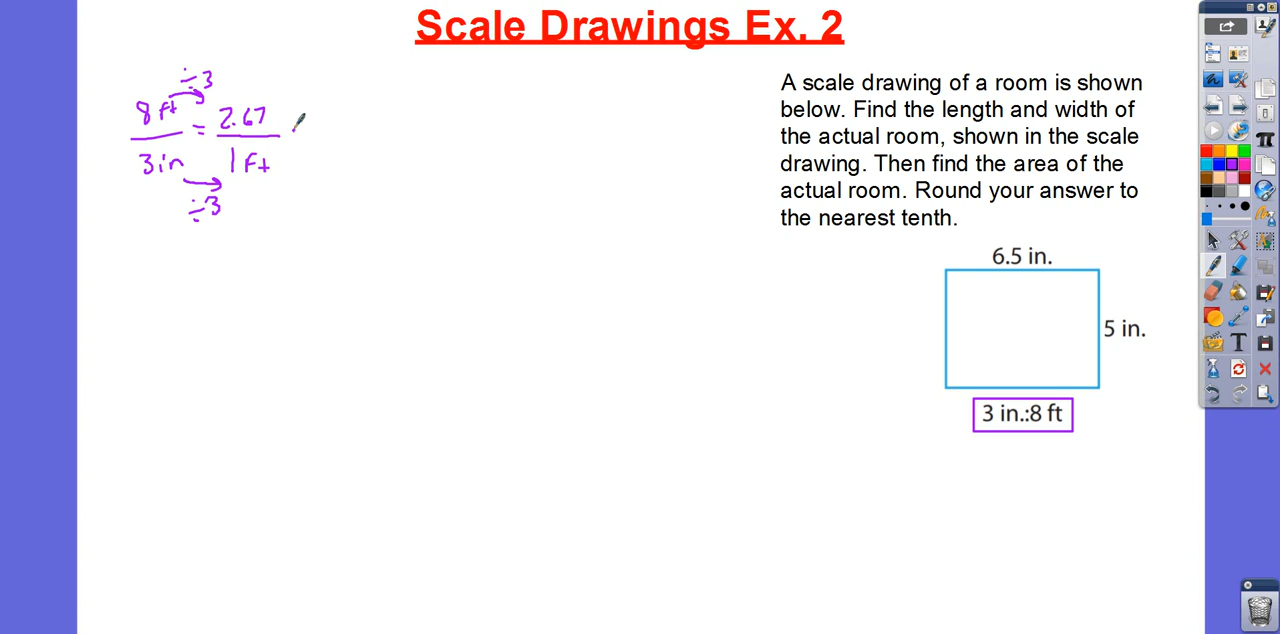 Scale Drawings Ex. 2
÷3
8 ft
3 in
=
2.67
1 Ft
÷3
A scale drawing of a room is shown
below. Find the length and width of
the actual room, shown in the scale
drawing. Then find the area of the
actual room. Round your answer to
the nearest tenth.
6.5 in.
5 in.
3 in.:8 ft